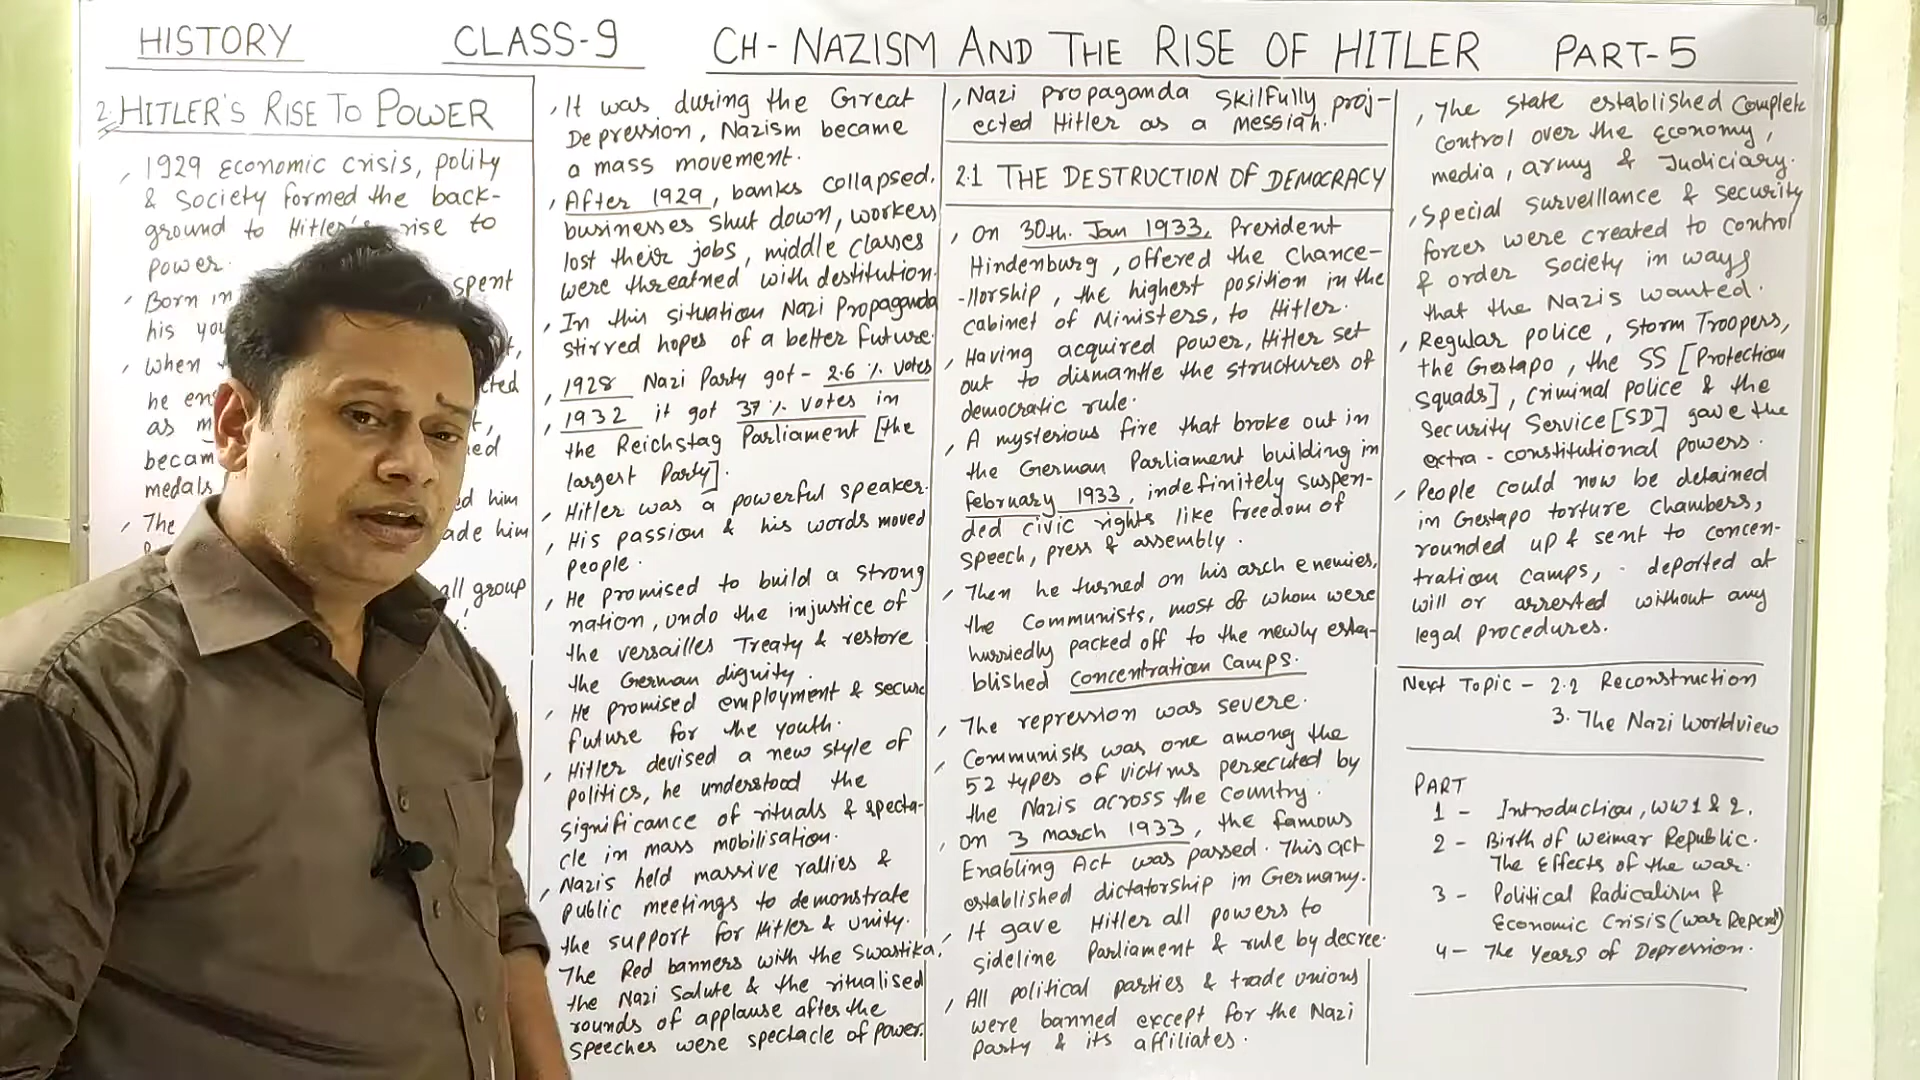 HISTORY CLASS-9 CH- NAZISM AND THE RISE OF HITLER PART-5
2. HITLER'S RISE TO POWER
, 1929 Economic crisis, polity
& Society formed the back-
ground to Hitler's rise to
power.
, Born in spent
his you
, When
he en cted
as m
becam
medals
ed him
, The ade him
all group
, It was during the Great
Depression, Nazism became
a mass movement.
, After 1929, banks collapsed,
businesses shut down, workers
lost their jobs, middle classes
were threatned with destitution.
, In this situation Nazi Propaganda
stirred hopes of a better future.
, 1928 Nazi Party got - 2.6 % votes
, 1932 it got 37 % votes in
the Reichstag Parliament [the
largest Party].
, Hitler was a powerful speaker.
, His passion & his words moved
people.
, He promised to build a strong
nation, undo the injustice of
the versailles Treaty & restore
the German dignity.
, He promised employment & secure
future for the youth.
, Hitler devised a new style of
politics, he understood the
significance of rituals & specta-
cle in mass mobilisation.
, Nazis held massive rallies &
public meetings to demonstrate
the support for Hitler & unity.
The Red banners with the Swastika,
the Nazi Salute & the ritualised
rounds of applause after the
speeches were spectacle of power.
, Nazi propaganda skilfully proj-
ected Hitler as a messiah.
2.1 THE DESTRUCTION OF DEMOCRACY
, On 30th. Jan 1933, President
Hindenburg, offered the Chance-
-llorship, the highest position in the
cabinet of Ministers, to Hitler.
, Having acquired power, Hitler set
out to dismantle the structures of
democratic rule.
, A mysterious fire that broke out in
the German Parliament building in
February 1933, indefinitely suspen-
ded civic rights like freedom of
speech, press & assembly.
, Then he turned on his arch enemies,
the Communists, most of whom were
hurriedly packed off to the newly esta-
blished Concentration Camps.
, The repression was severe.
, Communists was one among the
52 types of victims persecuted by
the Nazis across the country.
, On 3 march 1933, the famous
Enabling Act was passed. This act
established dictatorship in Germany.
, It gave Hitler all powers to
sideline Parliament & rule by decree.
, All political parties & trade unions
were banned except for the Nazi
Party & its affiliates.
, The state established Complete
control over the economy,
media, army & Judiciary.
, Special Surveillance & security
forces were created to control
& order society in ways
that the Nazis wanted.
, Regular police, Storm Troopers,
the Gestapo, the SS [Protection
Squads], criminal police & the
Security Service [SD] gave the
extra - constitutional powers.
, People could now be detained
in Gestapo torture chambers,
rounded up & sent to concen-
tration camps, deported at
will or arrested without any
legal procedures.
Next Topic - 2.2 Reconstruction
3. The Nazi Worldview
PART
1 - Introduction, WW1 & 2.
2 - Birth of Weimar Republic.
The Effects of the war.
3 - Political Radicalism &
Economic Crisis (War
4 - The Years of Depression.